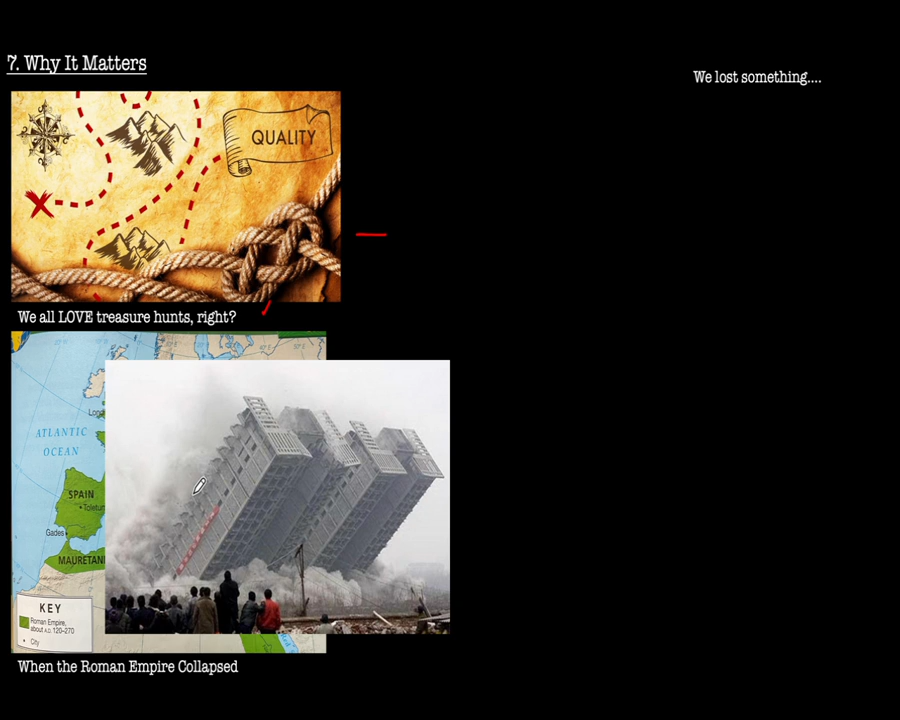 7. Why It Matters
We lost something....
QUALITY
We all LOVE treasure hunts, right?
ATLANTIC
OCEAN
SPAIN
Gades
KEY
Roman Empire,
about A.D. 120–270
City
When the Roman Empire Collapsed